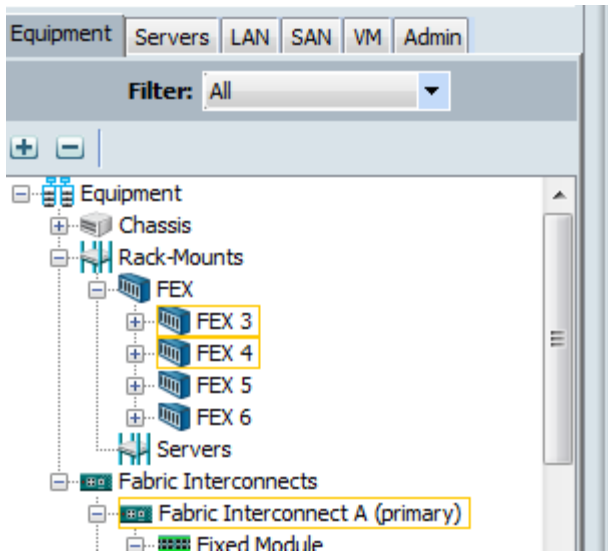 Equipment Servers LAN SAN VM Admin
Filter: All
Equipment
Chassis
Rack-Mounts
FEX
FEX 3
FEX 4
FEX 5
FEX 6
Servers
Fabric Interconnects
Fabric Interconnect A (primary)
Fixed Module